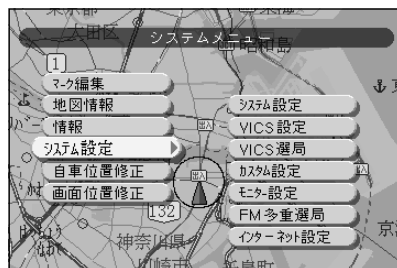 システムメニュー
大田区
昭和島
1
マーク編集
地図情報
情報
システム設定
自車位置修正
画面位置修正
システム設定
VICS設定
VICS選局
カスタム設定
モニター設定
FM多重選局
インターネット設定
出入
出入
132
神奈川県
川崎市